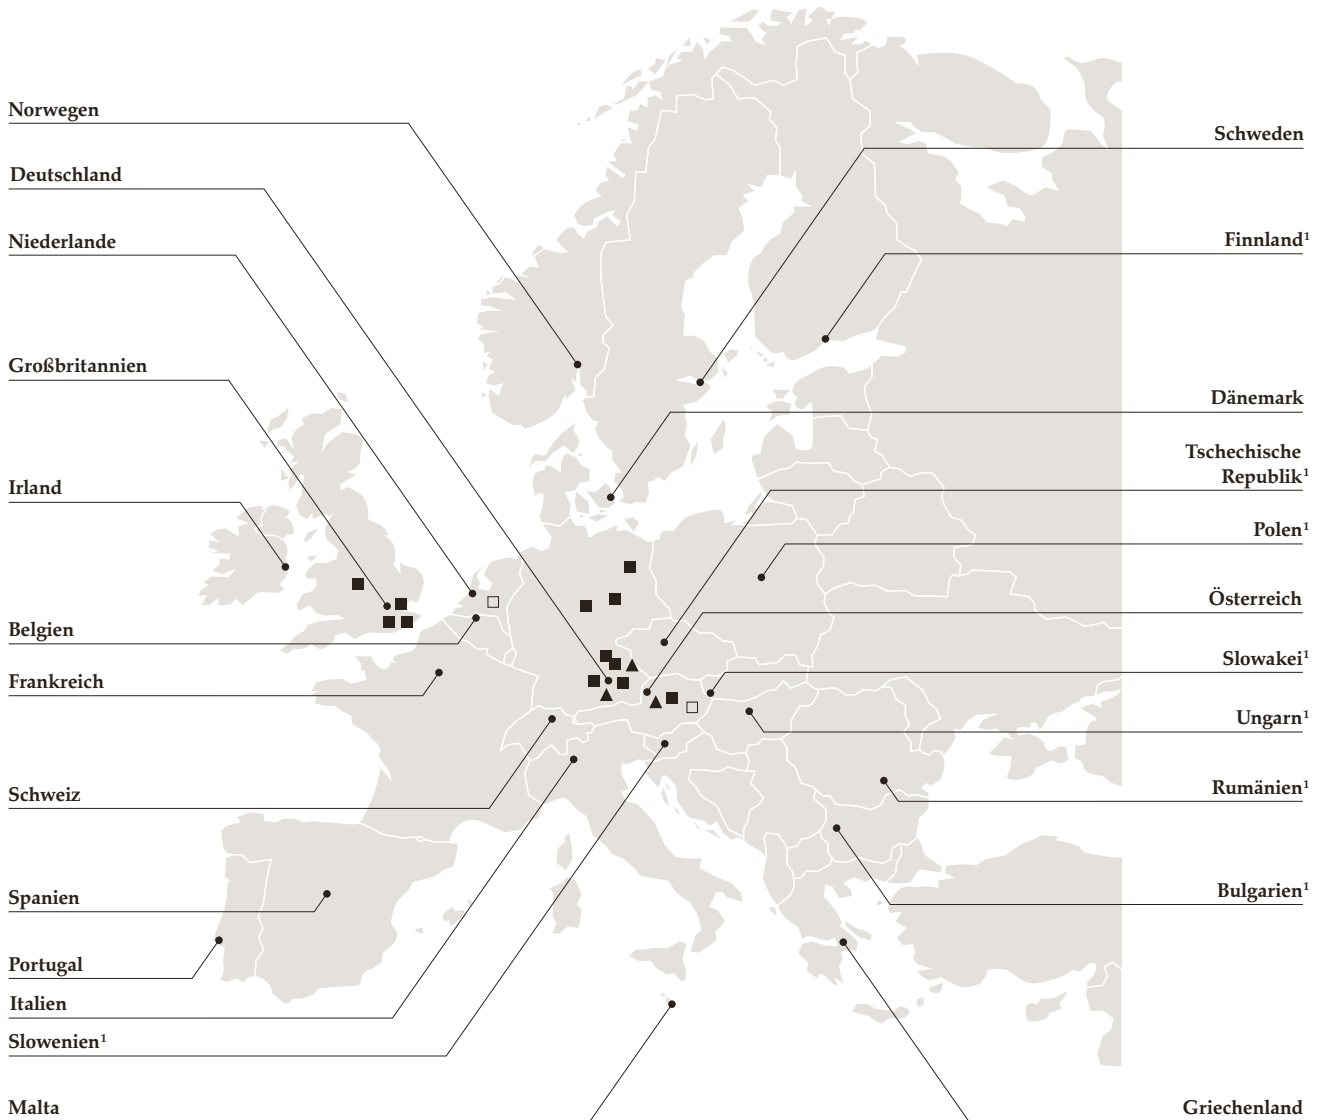 Norwegen
Deutschland
Niederlande
Großbritannien
Irland
Belgien
Frankreich
Schweiz
Spanien
Portugal
Italien
Slowenien¹
Malta
Schweden
Finnland¹
Dänemark
Tschechische
Republik¹
Polen¹
Österreich
Slowakei¹
Ungarn¹
Rumänien¹
Bulgarien¹
Griechenland